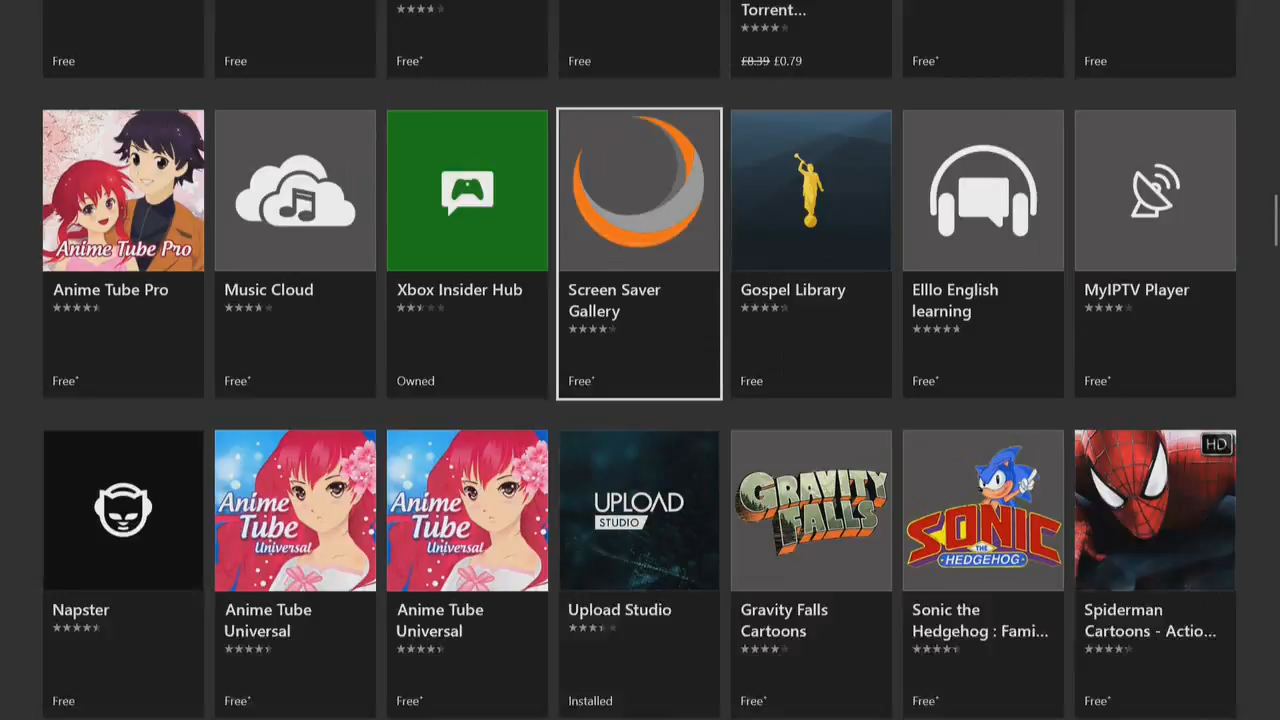 Torrent...
Free
Free
Free*
Free
£8.39 £0.79
Free*
Free
Anime Tube Pro
Anime Tube Pro
Free*
Music Cloud
Free*
Xbox Insider Hub
Owned
Screen Saver
Gallery
Free*
Gospel Library
Free
Elllo English
learning
Free*
MyIPTV Player
Free*
Napster
Free
Anime
Tube
Universal
Anime Tube
Universal
Free*
Anime
Tube
Universal
Anime Tube
Universal
Free*
UPLOAD
STUDIO
Upload Studio
Installed
GRAVITY
FALLS
Gravity Falls
Cartoons
Free*
SONIC
THE
HEDGEHOG
Sonic the
Hedgehog : Fami...
Free*
HD
Spiderman
Cartoons - Actio...
Free*